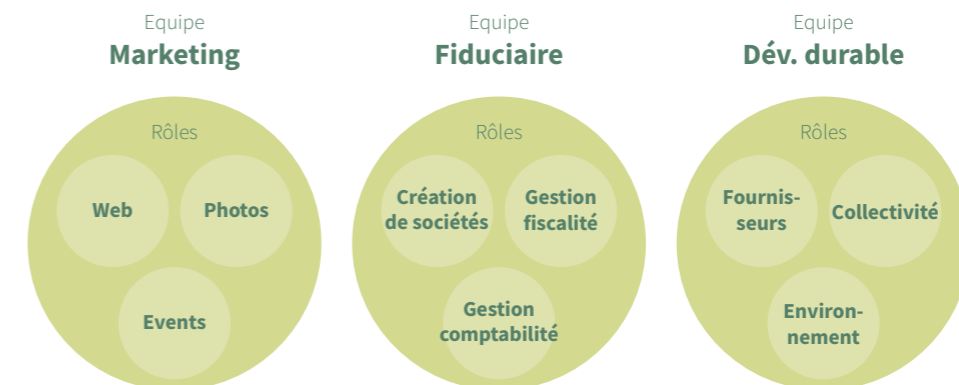 Equipe
Marketing
Rôles
Web
Photos
Events
Equipe
Fiduciaire
Rôles
Création
de sociétés
Gestion
fiscalité
Gestion
comptabilité
Equipe
Dév. durable
Rôles
Fournis-
seurs
Collectivité
Environ-
nement